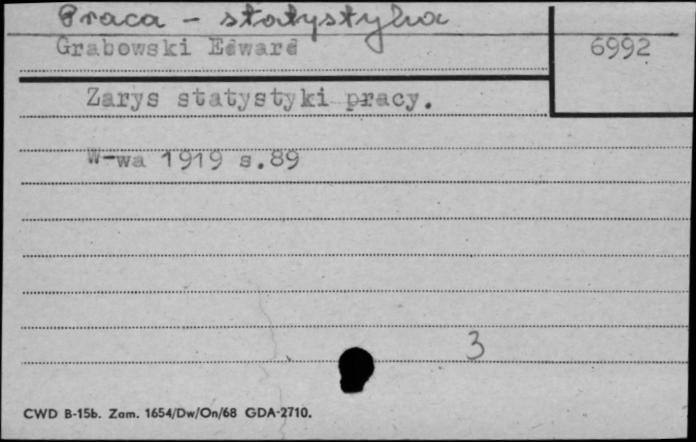 Praca - statystyka
Grabowski Edward
6992
Zarys statystyki pracy.
W-wa 1919 s.89
3
CWD B-15b. Zam. 1654/Dw/On/68 GDA-2710.